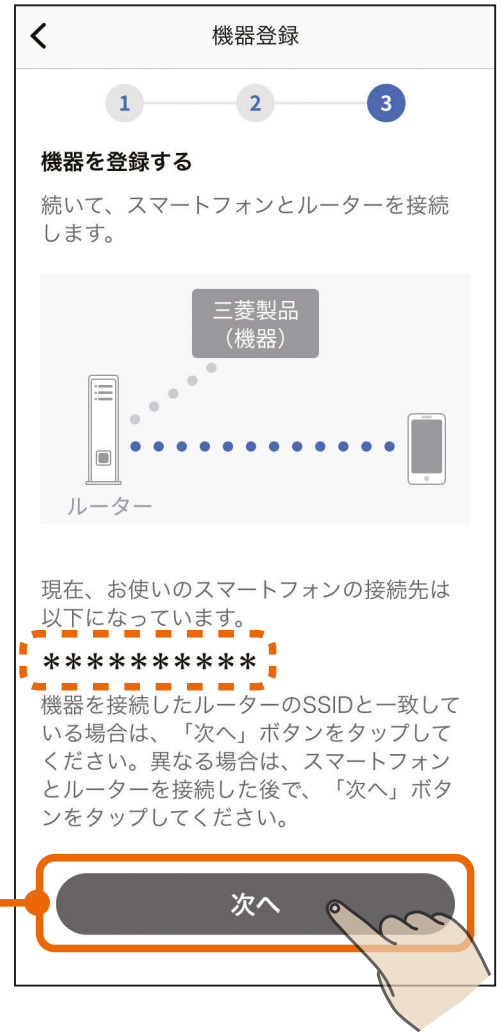 機器登録
1 2 3
機器を登録する
続いて、スマートフォンとルーターを接続
します。
三菱製品
（機器）
ルーター
現在、お使いのスマートフォンの接続先は
以下になっています。
**********
機器を接続したルーターのSSIDと一致して
いる場合は、「次へ」ボタンをタップして
ください。異なる場合は、スマートフォン
とルーターを接続した後で、「次へ」ボタ
ンをタップしてください。
次へ